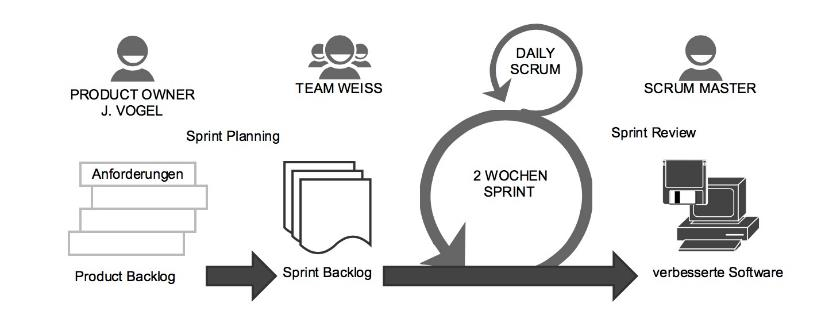 PRODUCT OWNER
J. VOGEL
TEAM WEISS
DAILY
SCRUM
SCRUM MASTER
Sprint Planning
Sprint Review
Anforderungen
2 WOCHEN
SPRINT
Product Backlog
Sprint Backlog
verbesserte Software